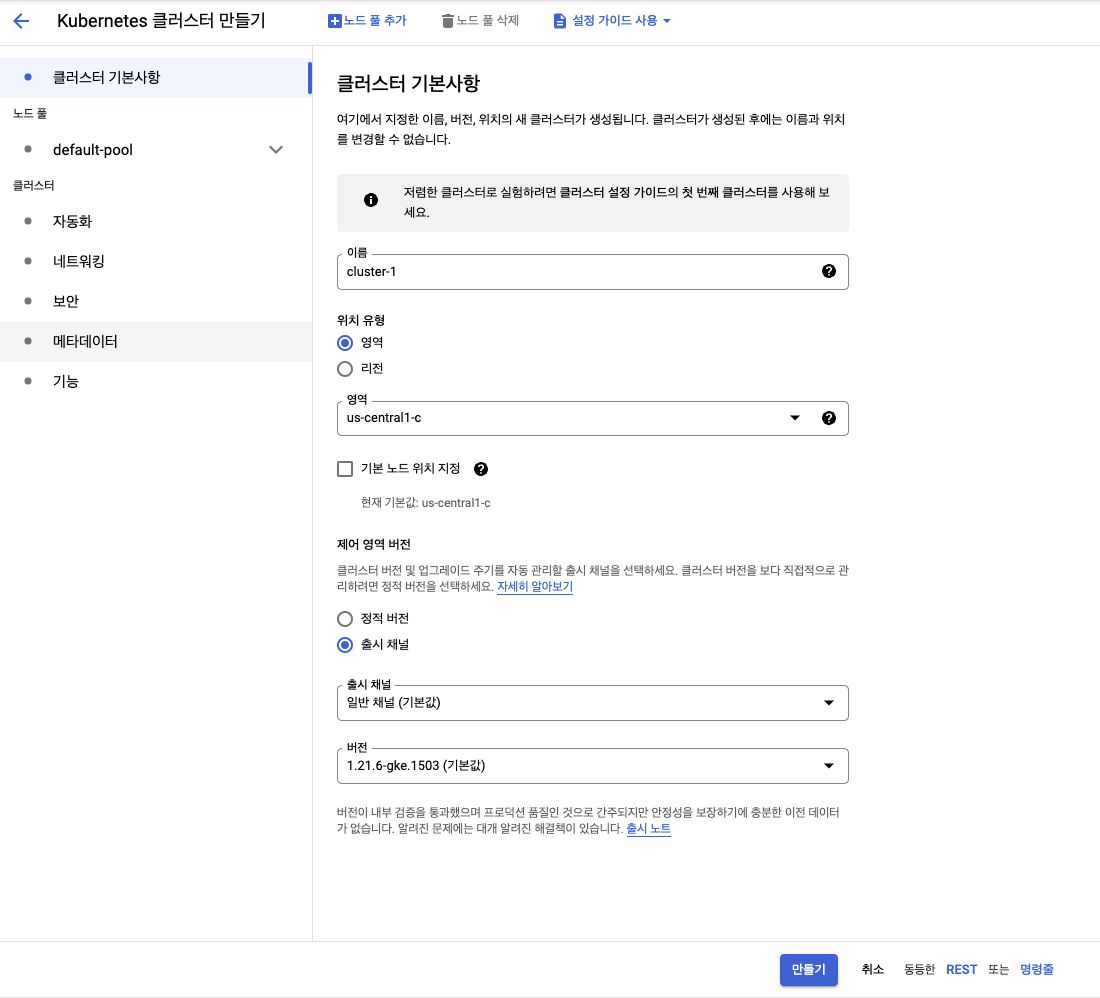 Kubernetes 클러스터 만들기
노드 풀 추가
노드 풀 삭제
설정 가이드 사용
클러스터 기본사항
노드 풀
default-pool
클러스터
자동화
네트워킹
보안
메타데이터
기능
클러스터 기본사항
여기에서 지정한 이름, 버전, 위치의 새 클러스터가 생성됩니다. 클러스터가 생성된 후에는 이름과 위치
를 변경할 수 없습니다.
저렴한 클러스터로 실험하려면 클러스터 설정 가이드의 첫 번째 클러스터를 사용해 보
세요.
이름
cluster-1
위치 유형
영역
리전
영역
us-central1-c
기본 노드 위치 지정
현재 기본값: us-central1-c
제어 영역 버전
클러스터 버전 및 업그레이드 주기를 자동 관리할 출시 채널을 선택하세요. 클러스터 버전을 보다 직접적으로 관
리하려면 정적 버전을 선택하세요. 자세히 알아보기
정적 버전
출시 채널
출시 채널
일반 채널 (기본값)
버전
1.21.6-gke.1503 (기본값)
버전이 내부 검증을 통과했으며 프로덕션 품질인 것으로 간주되지만 안정성을 보장하기에 충분한 이전 데이터
가 없습니다. 알려진 문제에는 대개 알려진 해결책이 있습니다. 출시 노트
만들기
취소
동등한 REST 또는 명령줄